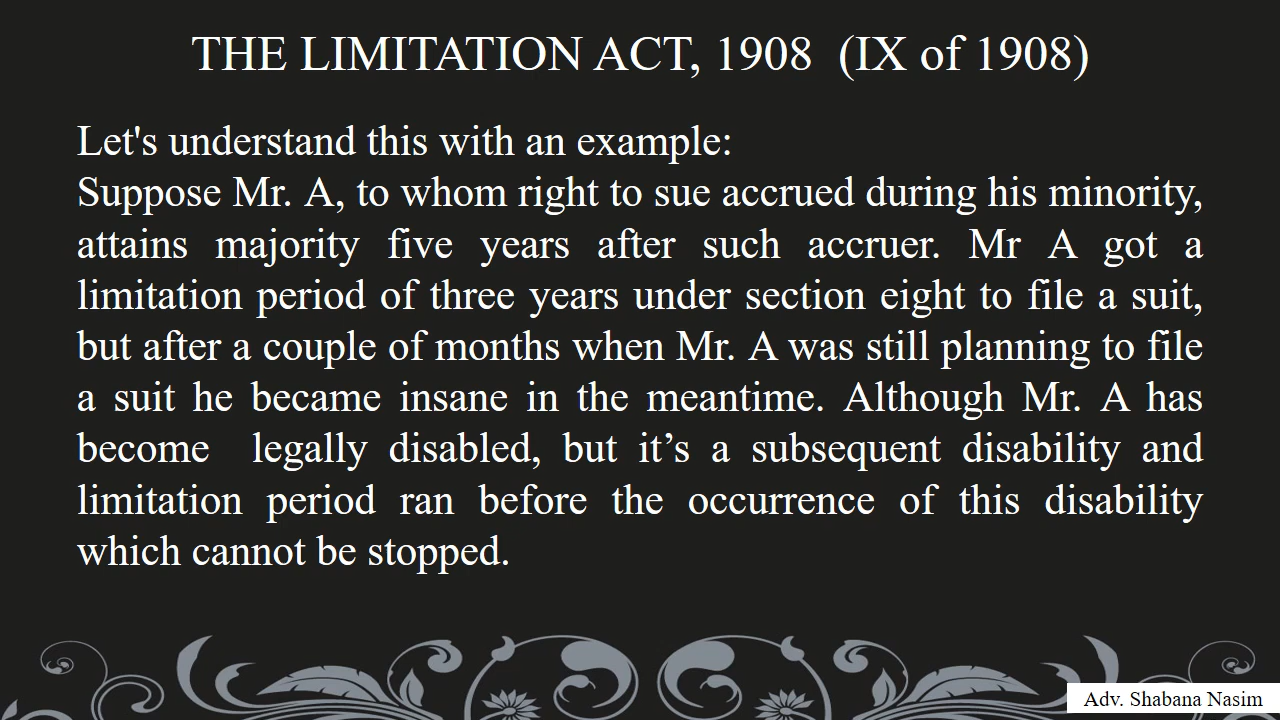 THE LIMITATION ACT, 1908  (IX of 1908)
Let's understand this with an example:
Suppose Mr. A, to whom right to sue accrued during his minority,
attains majority five years after such accruer. Mr A got a
limitation period of three years under section eight to file a suit,
but after a couple of months when Mr. A was still planning to file
a suit he became insane in the meantime. Although Mr. A has
become  legally disabled, but it’s a subsequent disability and
limitation period ran before the occurrence of this disability
which cannot be stopped.
Adv. Shabana Nasim